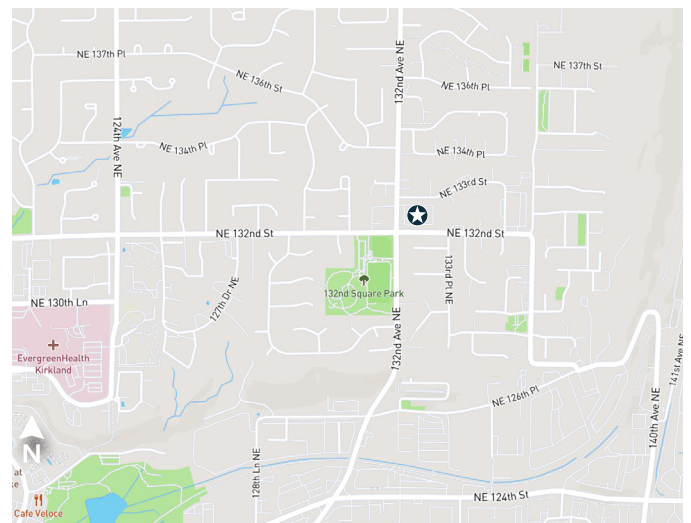 NE 137th Pl
132nd Ave NE
NE 137th St
NE 136th St
NE 136th Pl
124th Ave NE
NE 134th Pl
NE 134th Pl
NE 133rd St
NE 132nd St
NE 132nd St
133rd Pl NE
127th Dr NE
132nd Square Park
NE 130th Ln
132nd Ave NE
EvergreenHealth
Kirkland
141st Ave NE
140th Ave NE
NE 126th Pl
N
128th Ln NE
at
ke
NE 124th St
Cafe Veloce